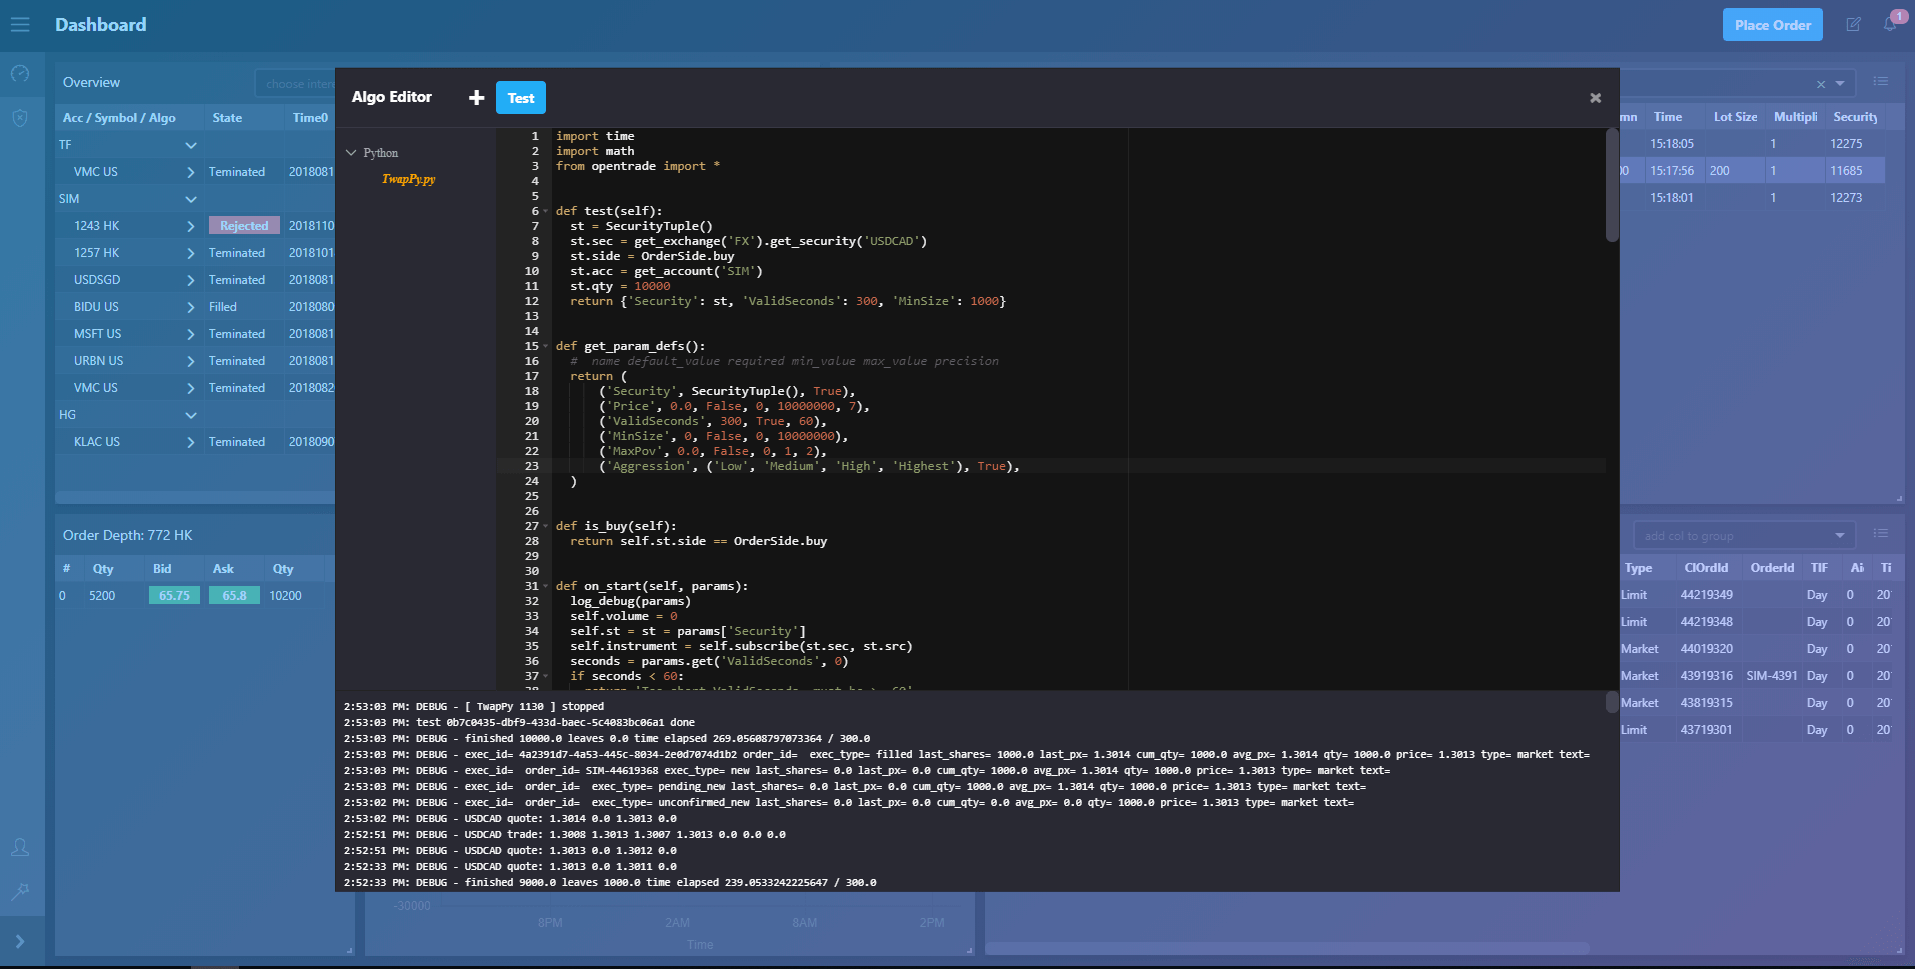 Dashboard
Place Order
1
Overview
choose inter
Acc / Symbol / Algo State Time0
TF
VMC US Teminated 201808
SIM
1243 HK Rejected 2018110
1257 HK Teminated 201810
USDSGD Teminated 201808
BIDU US Filled 2018080
MSFT US Teminated 201808
URBN US Teminated 201808
VMC US Teminated 2018082
HG
KLAC US Teminated 2018090
Order Depth: 772 HK
# Qty Bid Ask Qty
0 5200 65.75 65.8 10200
Algo Editor
Test
Python
TwapPy.py
1 import time
2 import math
3 from opentrade import *
4
5
6 def test(self):
7 st = SecurityTuple()
8 st.sec = get_exchange('FX').get_security('USDCAD')
9 st.side = OrderSide.buy
10 st.acc = get_account('SIM')
11 st.qty = 10000
12 return {'Security': st, 'ValidSeconds': 300, 'MinSize': 1000}
13
14
15 def get_param_defs():
16 # name default_value required min_value max_value precision
17 return (
18 ('Security', SecurityTuple(), True),
19 ('Price', 0.0, False, 0, 10000000, 7),
20 ('ValidSeconds', 300, True, 60),
21 ('MinSize', 0, False, 0, 10000000),
22 ('MaxPov', 0.0, False, 0, 1, 2),
23 ('Aggression', ('Low', 'Medium', 'High', 'Highest'), True),
24 )
25
26
27 def is_buy(self):
28 return self.st.side == OrderSide.buy
29
30
31 def on_start(self, params):
32 log_debug(params)
33 self.volume = 0
34 self.st = st = params['Security']
35 self.instrument = self.subscribe(st.sec, st.src)
36 seconds = params.get('ValidSeconds', 0)
37 if seconds < 60:
2:53:03 PM: DEBUG - [ TwapPy 1130 ] stopped
2:53:03 PM: test 0b7c0435-dbf9-433d-baec-5c4083bc06a1 done
2:53:03 PM: DEBUG - finished 10000.0 leaves 0.0 time elapsed 269.05608797073364 / 300.0
2:53:03 PM: DEBUG - exec_id= 4a2391d7-4a53-445c-8034-2e0d7074d1b2 order_id= exec_type= filled last_shares= 1000.0 last_px= 1.3014 cum_qty= 1000.0 avg_px= 1.3014 qty= 1000.0 price= 1.3013 type= market text=
2:53:03 PM: DEBUG - exec_id= order_id= SIM-44619368 exec_type= new last_shares= 0.0 last_px= 0.0 cum_qty= 1000.0 avg_px= 1.3014 qty= 1000.0 price= 1.3013 type= market text=
2:53:03 PM: DEBUG - exec_id= order_id= exec_type= pending_new last_shares= 0.0 last_px= 0.0 cum_qty= 1000.0 avg_px= 1.3014 qty= 1000.0 price= 1.3013 type= market text=
2:53:02 PM: DEBUG - exec_id= order_id= exec_type= unconfirmed_new last_shares= 0.0 last_px= 0.0 cum_qty= 0.0 avg_px= 0.0 qty= 1000.0 price= 1.3013 type= market text=
2:53:02 PM: DEBUG - USDCAD quote: 1.3014 0.0 1.3013 0.0
2:52:51 PM: DEBUG - USDCAD trade: 1.3008 1.3013 1.3007 1.3013 0.0 0.0 0.0
2:52:51 PM: DEBUG - USDCAD quote: 1.3013 0.0 1.3012 0.0
2:52:33 PM: DEBUG - USDCAD quote: 1.3013 0.0 1.3011 0.0
2:52:33 PM: DEBUG - finished 9000.0 leaves 1000.0 time elapsed 239.0533242225647 / 300.0
-30000
8PM 2AM 8AM 2PM
Time
mn Time Lot Size Multipli Security
15:18:05 1 12275
00 15:17:56 200 1 11685
15:18:01 1 12273
add col to group
Type ClOrdId OrderId TIF Ti
Limit 44219349 Day 0 20
Limit 44219348 Day 0 20
Market 44019320 Day 0 20
Market 43919316 SIM-4391 Day 0 20
Market 43819315 Day 0 20
Limit 43719301 Day 0 20